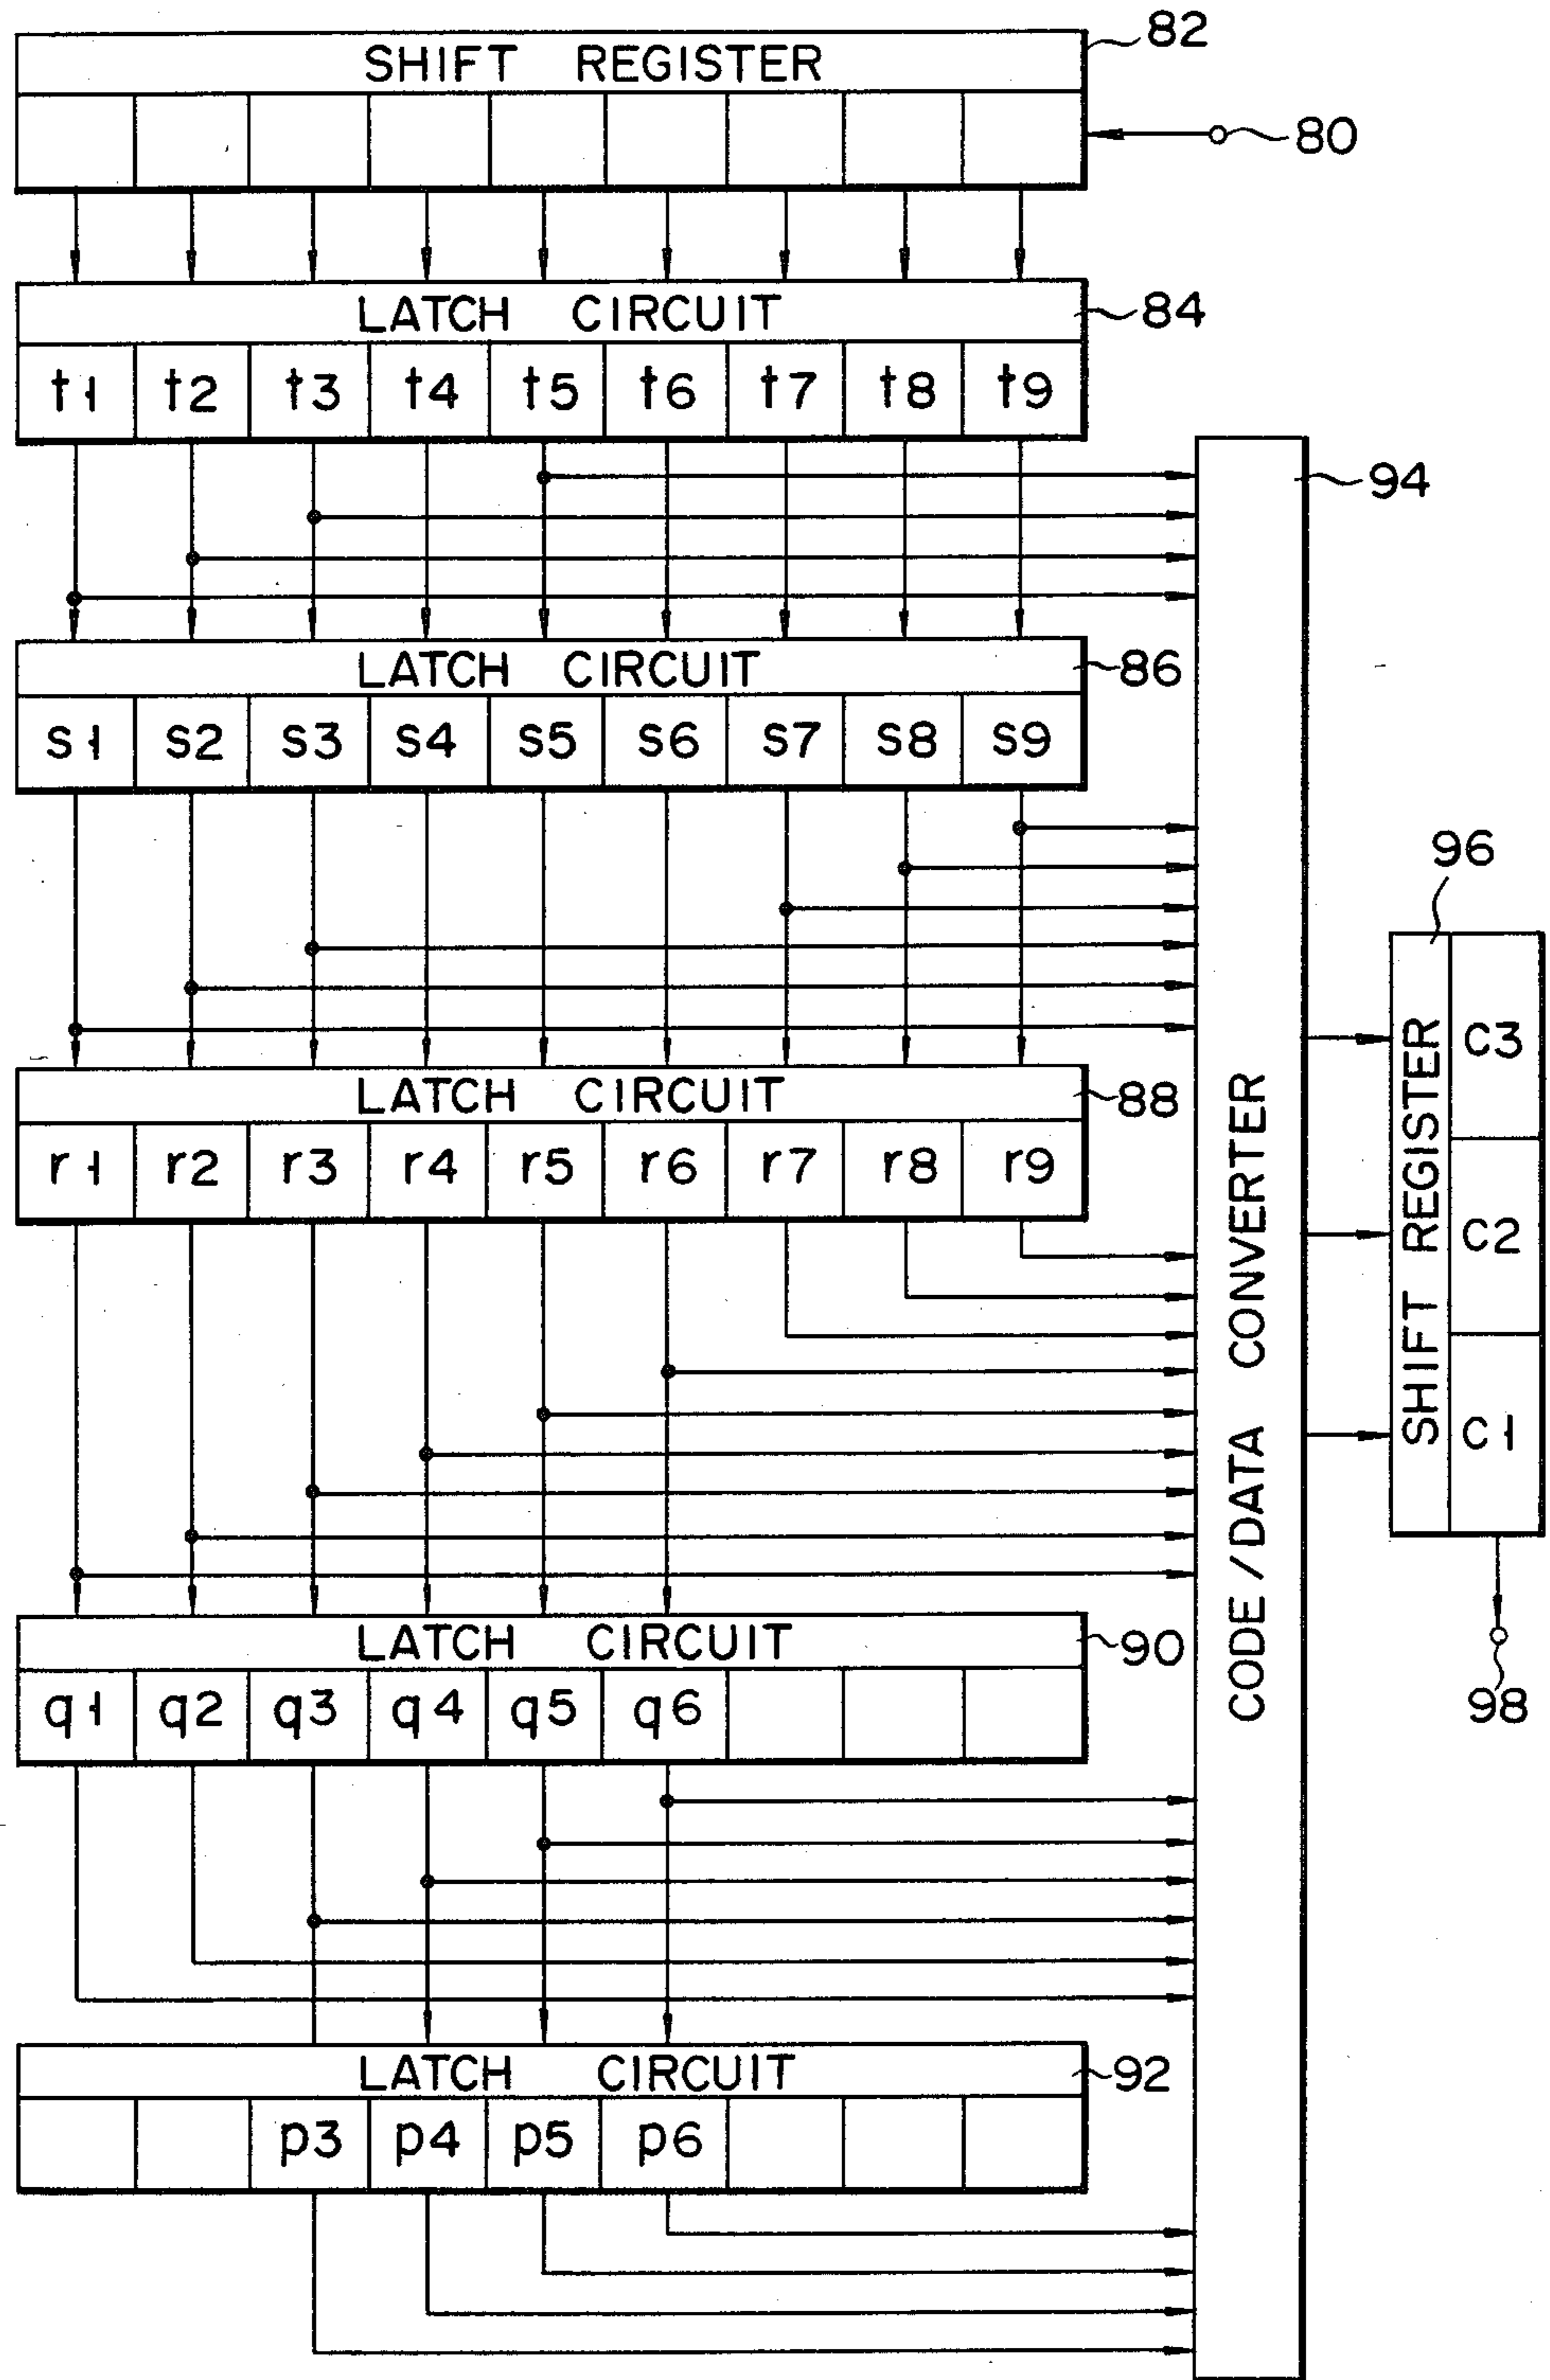 82
SHIFT REGISTER
80
LATCH CIRCUIT
84
t1 t2 t3 t4 t5 t6 t7 t8 t9
94
LATCH CIRCUIT
86
s1 s2 s3 s4 s5 s6 s7 s8 s9
96
LATCH CIRCUIT
88
r1 r2 r3 r4 r5 r6 r7 r8 r9
CODE/DATA CONVERTER
SHIFT REGISTER
C3
C2
C1
LATCH CIRCUIT
90
q1 q2 q3 q4 q5 q6
98
LATCH CIRCUIT
92
p3 p4 p5 p6